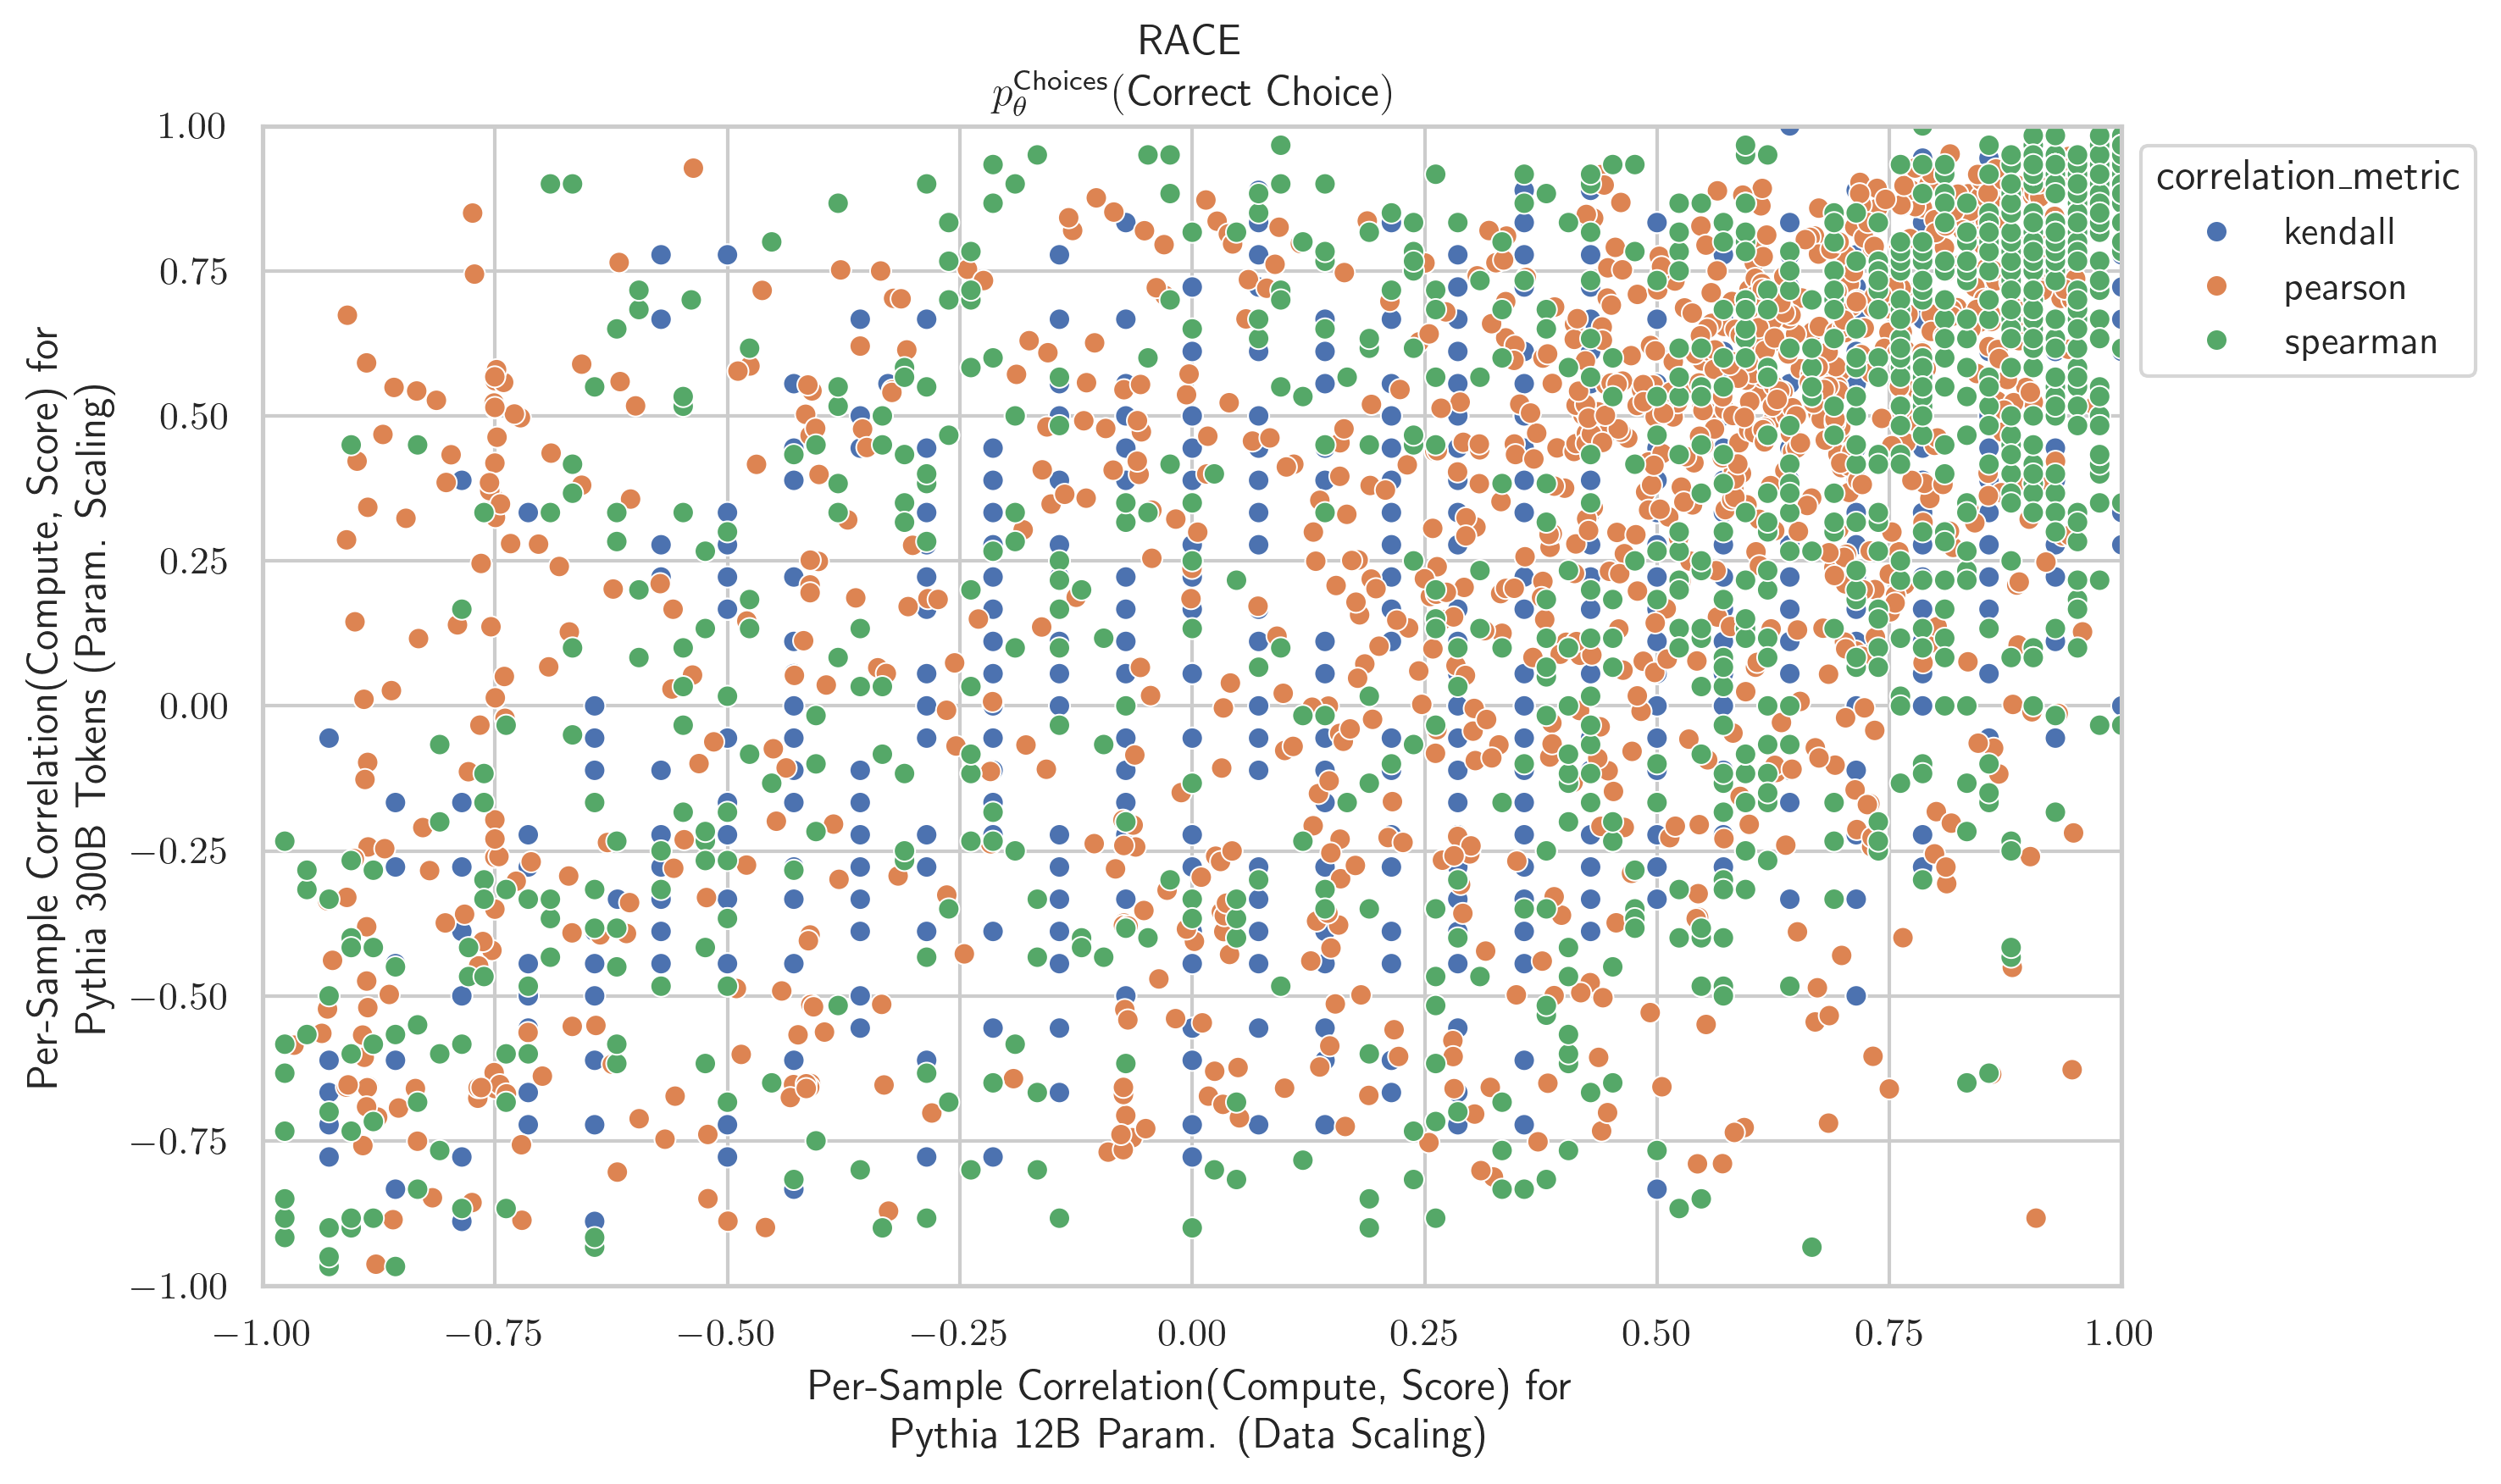 RACE
p_θ^Choices(Correct Choice)
1.00
0.75
0.50
0.25
0.00
−0.25
−0.50
−0.75
−1.00
Per-Sample Correlation(Compute, Score) for
Pythia 300B Tokens (Param. Scaling)
−1.00 −0.75 −0.50 −0.25 0.00 0.25 0.50 0.75 1.00
Per-Sample Correlation(Compute, Score) for
Pythia 12B Param. (Data Scaling)
correlation_metric
kendall
pearson
spearman